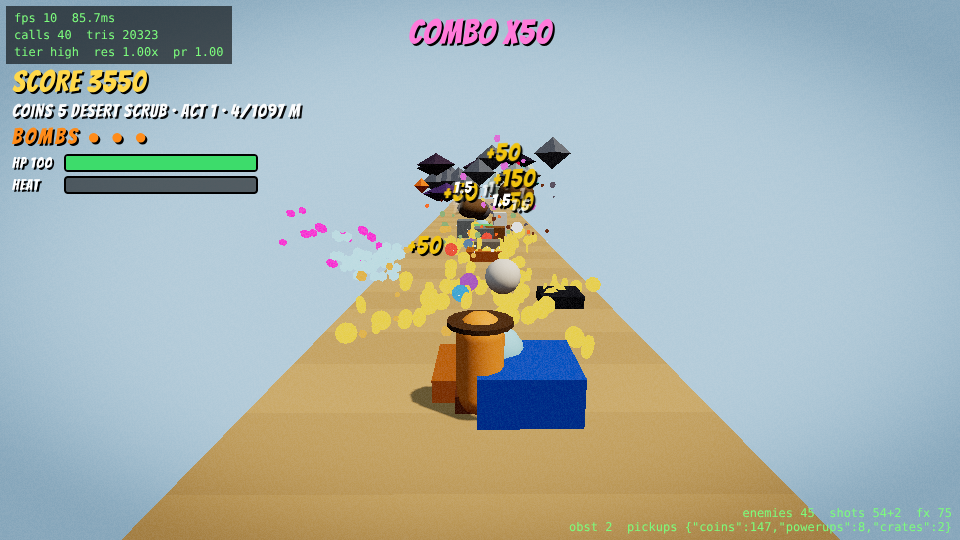 fps 10 85.7ms
calls 40 tris 20323
tier high res 1.00x pr 1.00
COMBO X50
SCORE 3550
COINS 5 DESERT SCRUB · ACT 1 · 4/1097 M
BOMBS
HP 100
HEAT
+50
+150
1.5
1.5
+50
enemies 45 shots 54+2 fx 75
obst 2 pickups {"coins":147,"powerups":8,"crates":2}